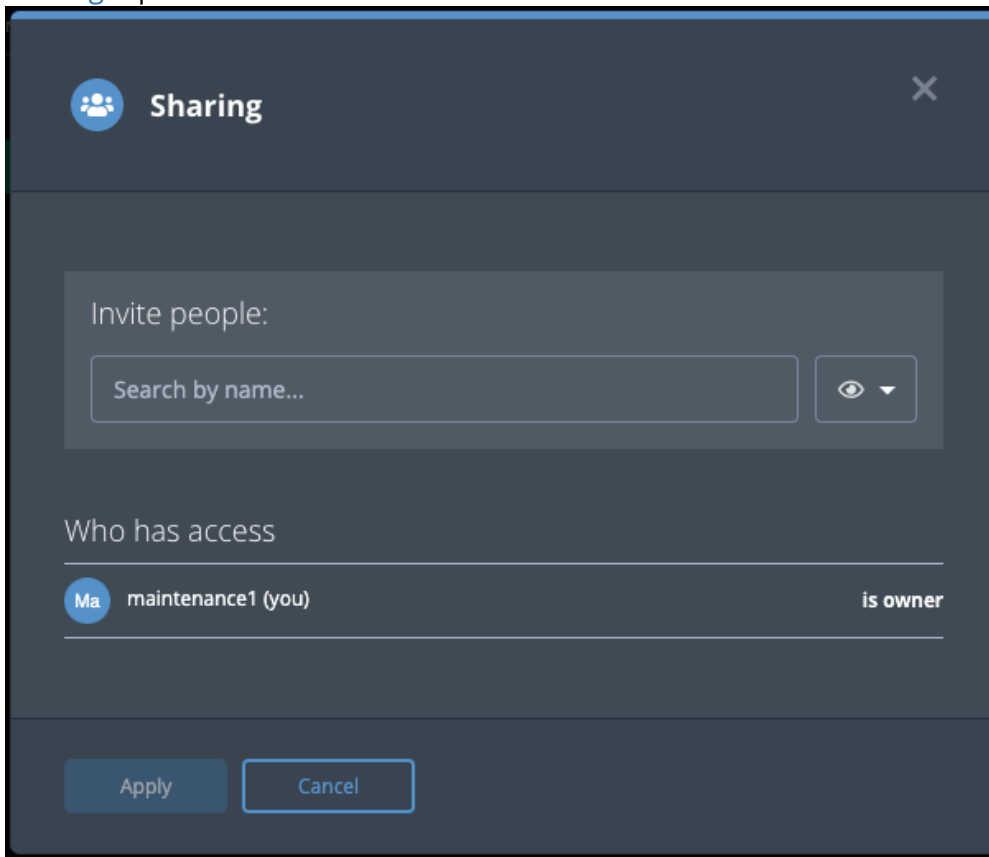 Sharing
Invite people:
Search by name...
Who has access
Ma maintenance1 (you) is owner
Apply Cancel